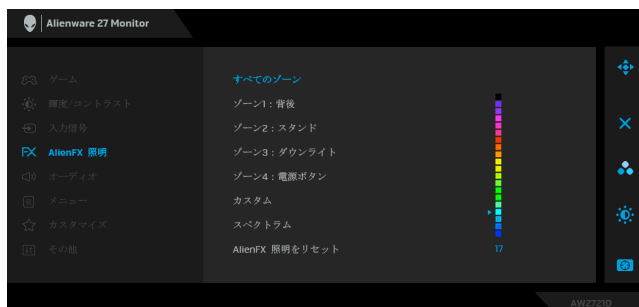 Alienware 27 Monitor
ゲーム
輝度/コントラスト
入力信号
AlienFX 照明
オーディオ
メニュー
カスタマイズ
その他
すべてのゾーン
ゾーン1：背後
ゾーン2：スタンド
ゾーン3：ダウンライト
ゾーン4：電源ボタン
カスタム
スペクトラム
AlienFX 照明をリセット
17
AW2721D